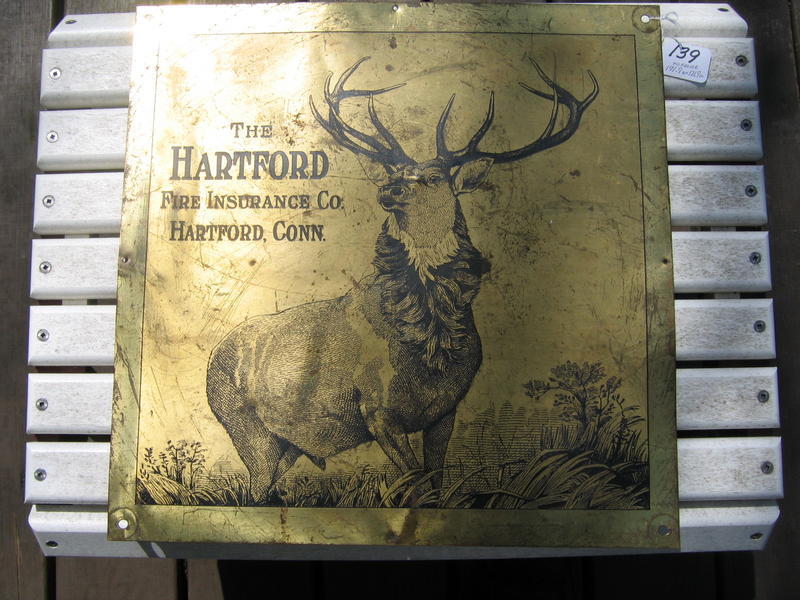 The
Hartford
Fire Insurance Co.
Hartford, Conn.
139